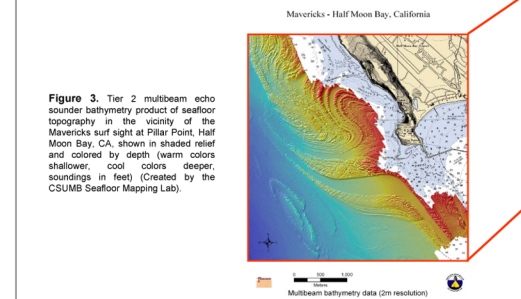 Mavericks - Half Moon Bay, California
Figure 3. Tier 2 multibeam echo
sounder bathymetry product of seafloor
topography in the vicinity of the
Mavericks surf sight at Pillar Point, Half
Moon Bay, CA, shown in shaded relief
and colored by depth (warm colors
shallower, cool colors deeper,
soundings in feet) (Created by the
CSUMB Seafloor Mapping Lab).
0 500 1,000
Meters
Multibeam bathymetry data (2m resolution)